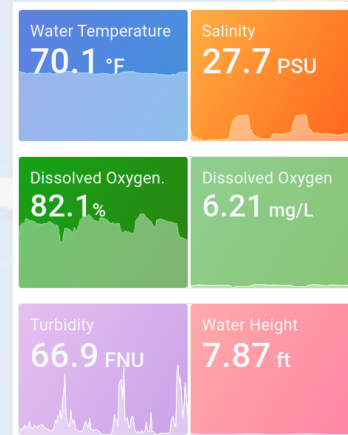 Water Temperature
70.1 °F
Salinity
27.7 PSU
Dissolved Oxygen.
82.1%
Dissolved Oxygen
6.21 mg/L
Turbidity
66.9 FNU
Water Height
7.87 ft